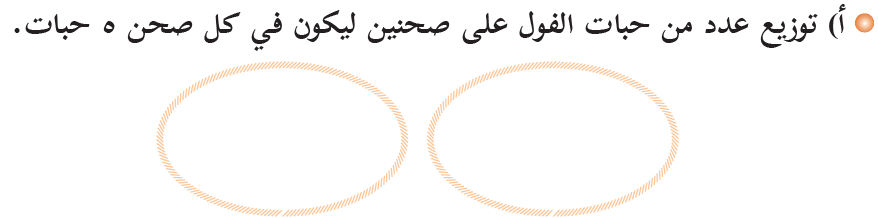 أ) توزيع عدد من حبات الفول على صحنين ليكون في كل صحن ٥ حبات.